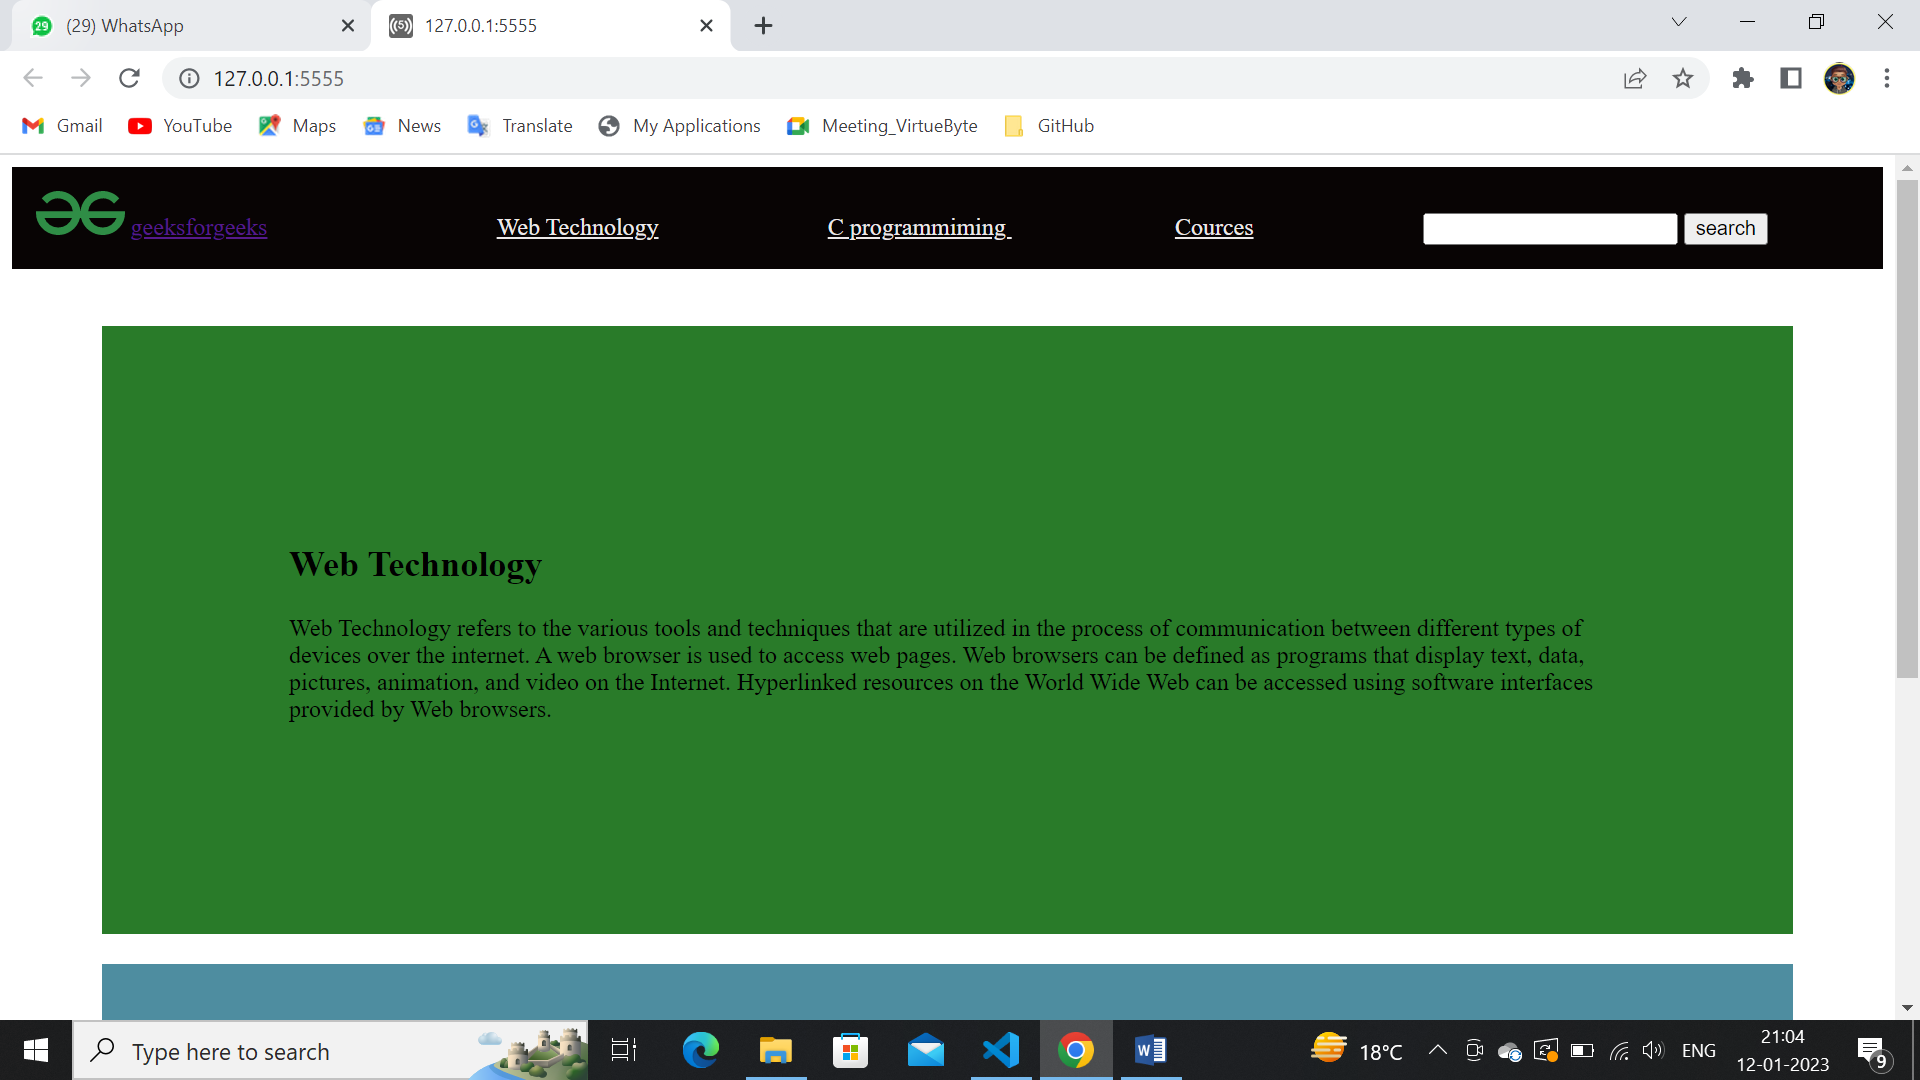 29 (29) WhatsApp
(5) 127.0.0.1:5555
127.0.0.1:5555
Gmail YouTube Maps News Translate My Applications Meeting_VirtueByte GitHub
geeksforgeeks Web Technology C programmiming Cources search
Web Technology
Web Technology refers to the various tools and techniques that are utilized in the process of communication between different types of
devices over the internet. A web browser is used to access web pages. Web browsers can be defined as programs that display text, data,
pictures, animation, and video on the Internet. Hyperlinked resources on the World Wide Web can be accessed using software interfaces
provided by Web browsers.
Type here to search
18°C ENG
21:04
12-01-2023
9